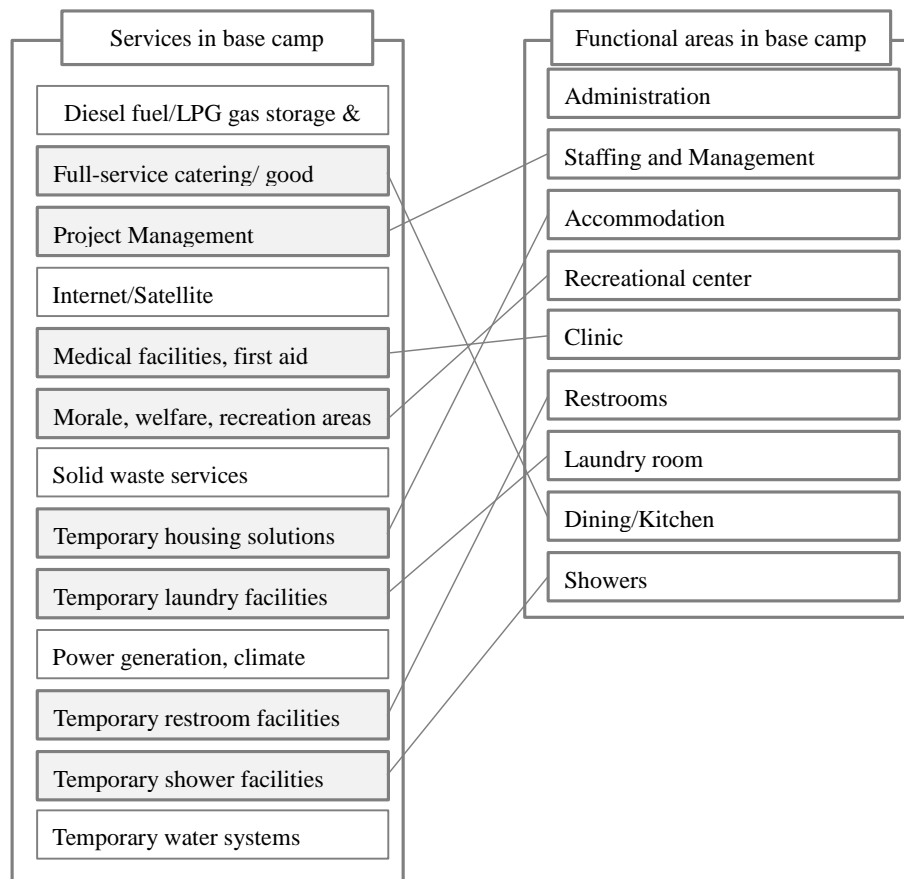 Services in base camp
Diesel fuel/LPG gas storage &
Full-service catering/ good
Project Management
Internet/Satellite
Medical facilities, first aid
Morale, welfare, recreation areas
Solid waste services
Temporary housing solutions
Temporary laundry facilities
Power generation, climate
Temporary restroom facilities
Temporary shower facilities
Temporary water systems
Functional areas in base camp
Administration
Staffing and Management
Accommodation
Recreational center
Clinic
Restrooms
Laundry room
Dining/Kitchen
Showers